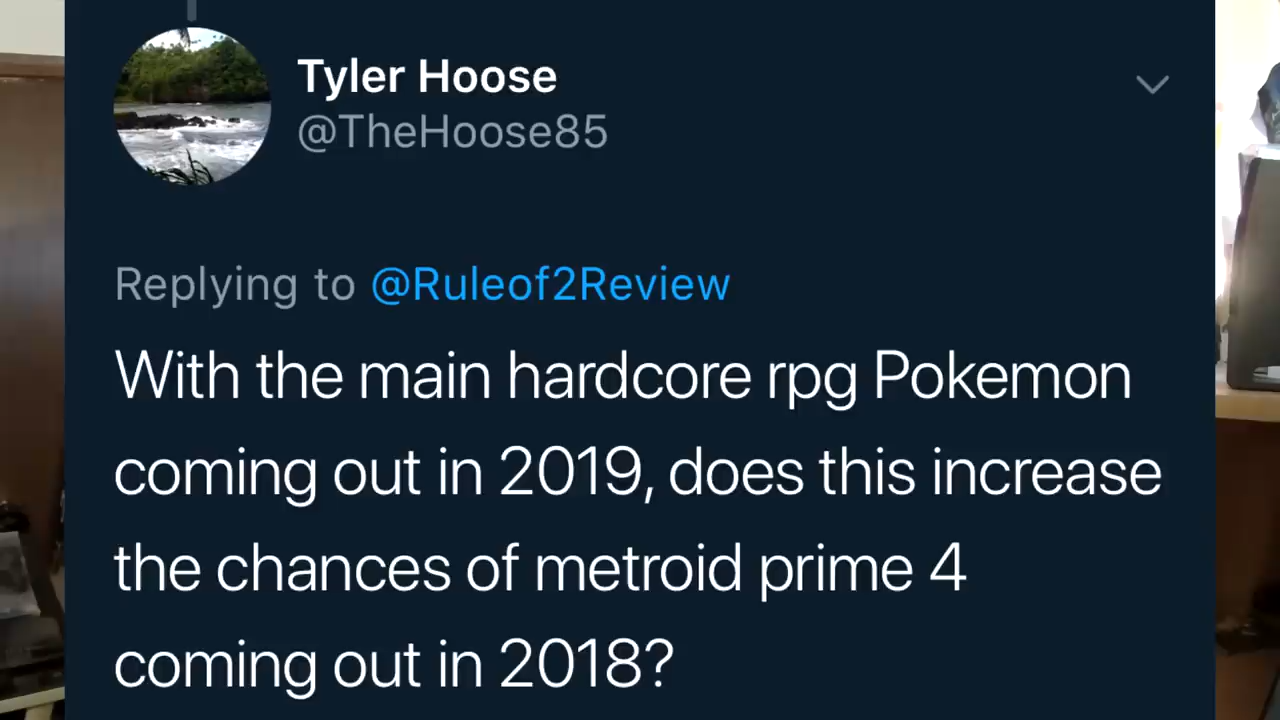 Tyler Hoose
@TheHoose85
Replying to @Ruleof2Review
With the main hardcore rpg Pokemon
coming out in 2019, does this increase
the chances of metroid prime 4
coming out in 2018?